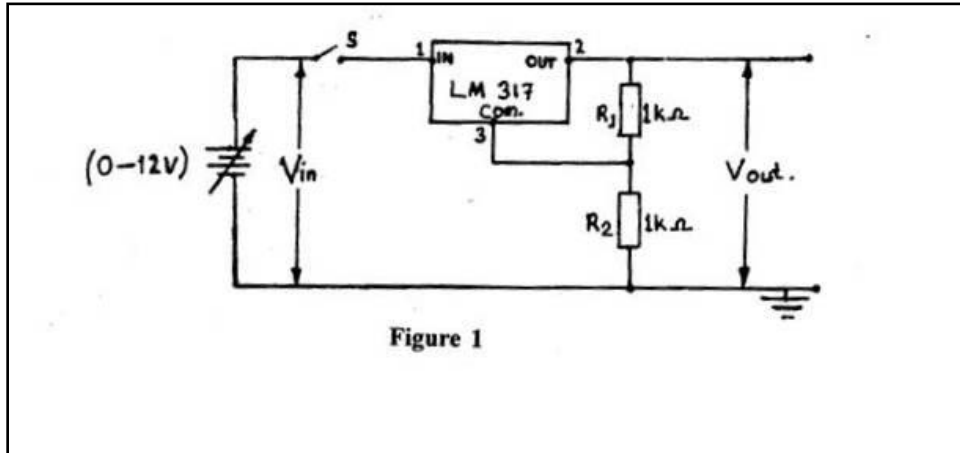 S
1 IN OUT 2
LM 317
Com.
3
R1 1kΩ
(0-12V) Vin Vout.
R2 1kΩ
Figure 1